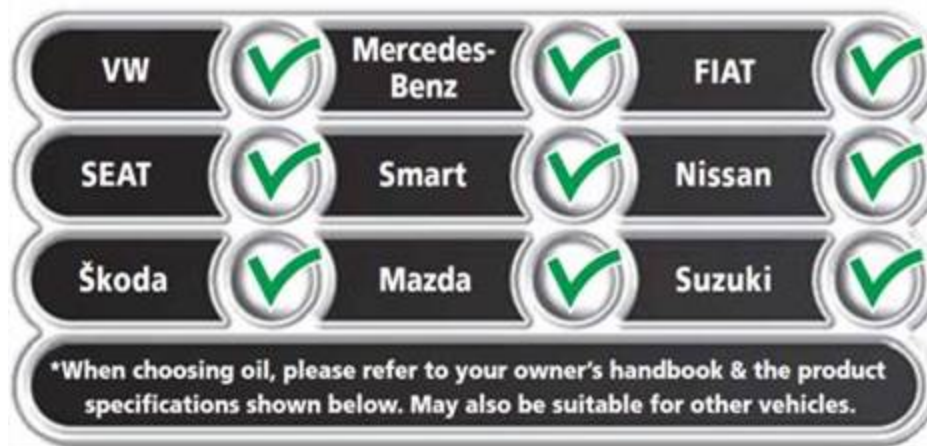 VW
Mercedes-
Benz
FIAT
SEAT
Smart
Nissan
Škoda
Mazda
Suzuki
*When choosing oil, please refer to your owner's handbook & the product
specifications shown below. May also be suitable for other vehicles.